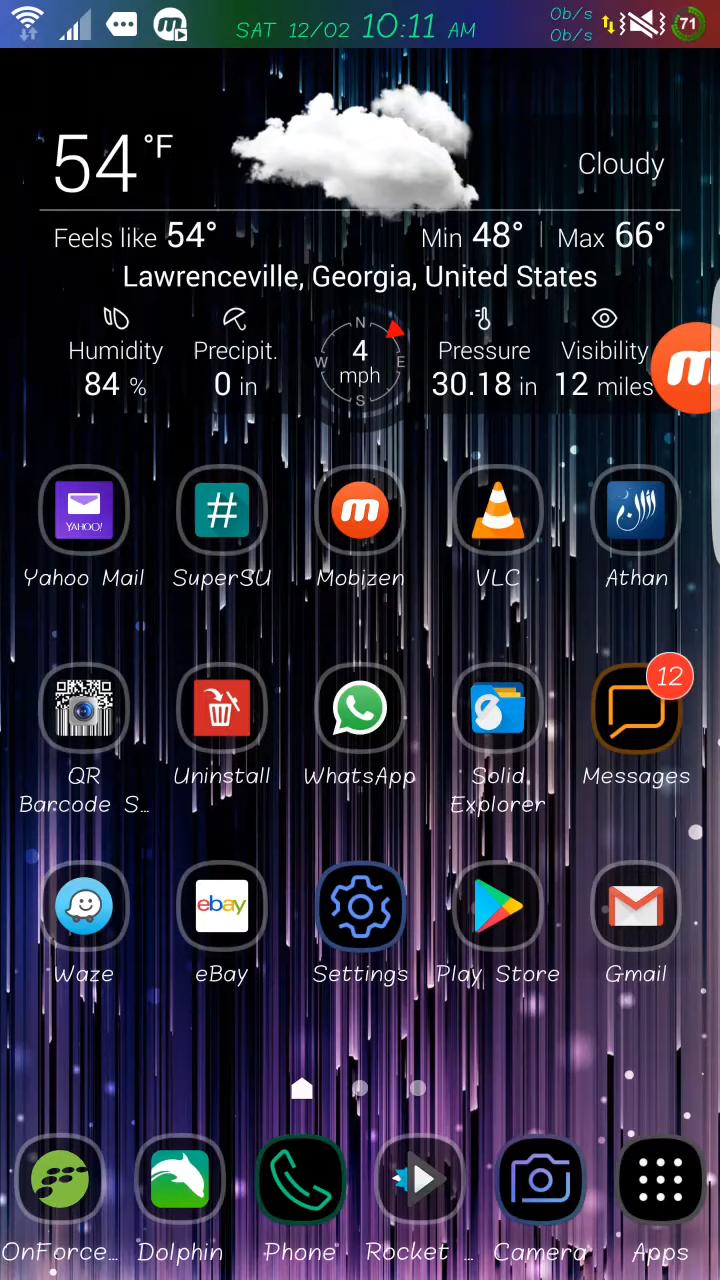 SAT 12/02 10:11 AM
0b/s
0b/s
71
54 °F
Cloudy
Feels like 54°
Min 48° | Max 66°
Lawrenceville, Georgia, United States
Humidity
84 %
Precipit.
0 in
N
W
E
S
4
mph
Pressure
30.18 in
Visibility
12 miles
m
YAHOO!
#
m
Yahoo Mail
SuperSU
Mobizen
VLC
Athan
12
QR
Barcode S...
Uninstall
WhatsApp
Solid
Explorer
Messages
ebay
Waze
eBay
Settings
Play Store
Gmail
OnForce...
Dolphin
Phone
Rocket ...
Camera
Apps